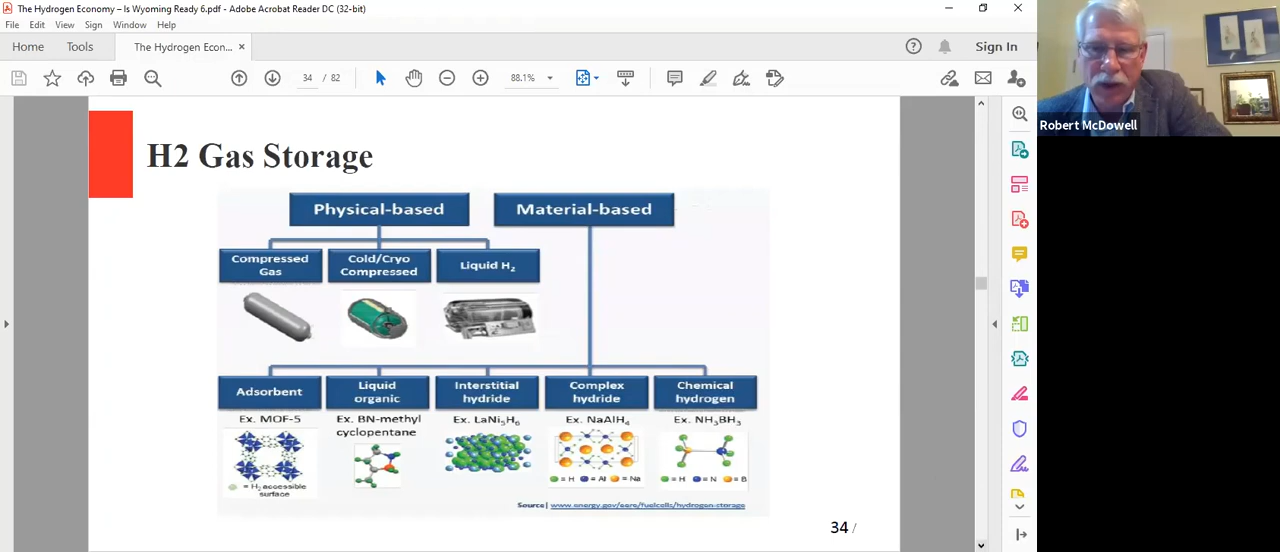 The Hydrogen Economy - Is Wyoming Ready 6.pdf - Adobe Acrobat Reader DC (32-bit)
File Edit View Sign Window Help
Home Tools The Hydrogen Econ... Sign In
34 / 82 88.1%
Robert McDowell
H2 Gas Storage
Physical-based Material-based
Compressed Gas
Cold/Cryo Compressed
Liquid H₂
Adsorbent
Liquid organic
Interstitial hydride
Complex hydride
Chemical hydrogen
Ex. MOF-5
Ex. BN-methyl cyclopentane
Ex. LaNi₅H₆
Ex. NaAlH₄
Ex. NH₃BH₃
= H₂ accessible surface
= H = Al = Na
= H = N = B
Source | www.energy.gov/eere/fuelcells/hydrogen-storage
34 /